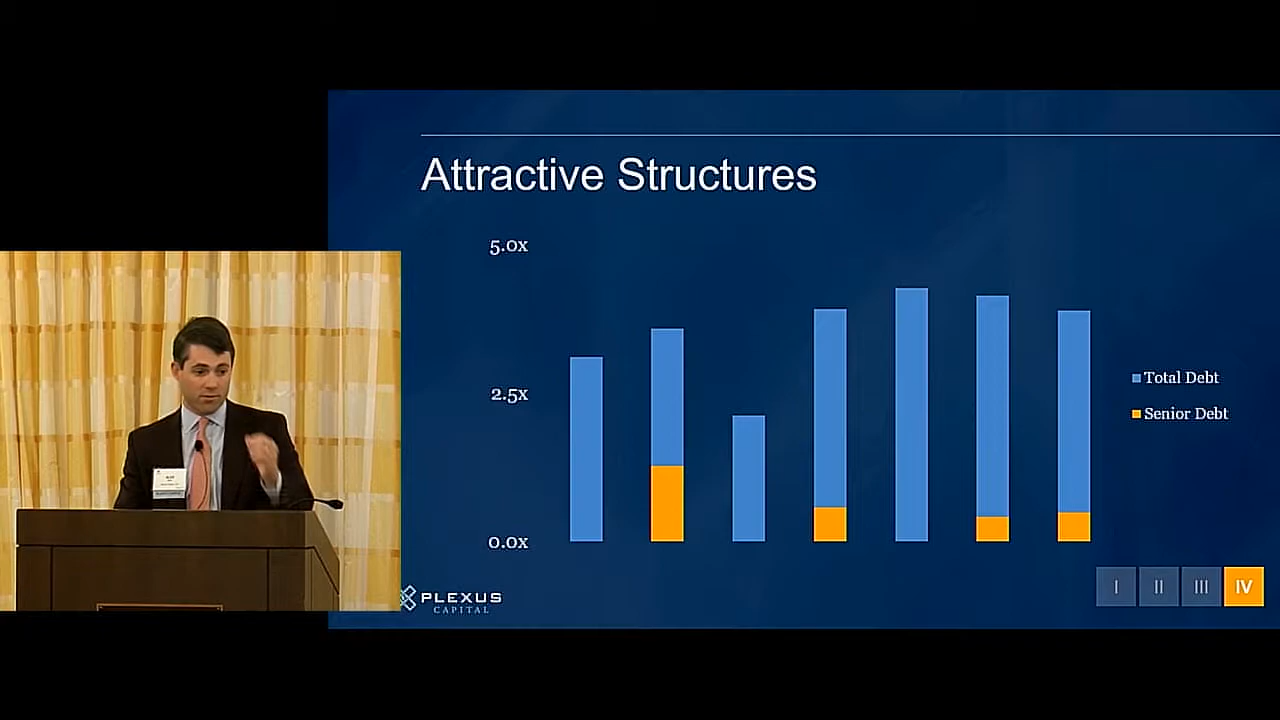 Attractive Structures
5.0x
2.5x
0.0x
Total Debt
Senior Debt
PLEXUS
CAPITAL
I II III IV